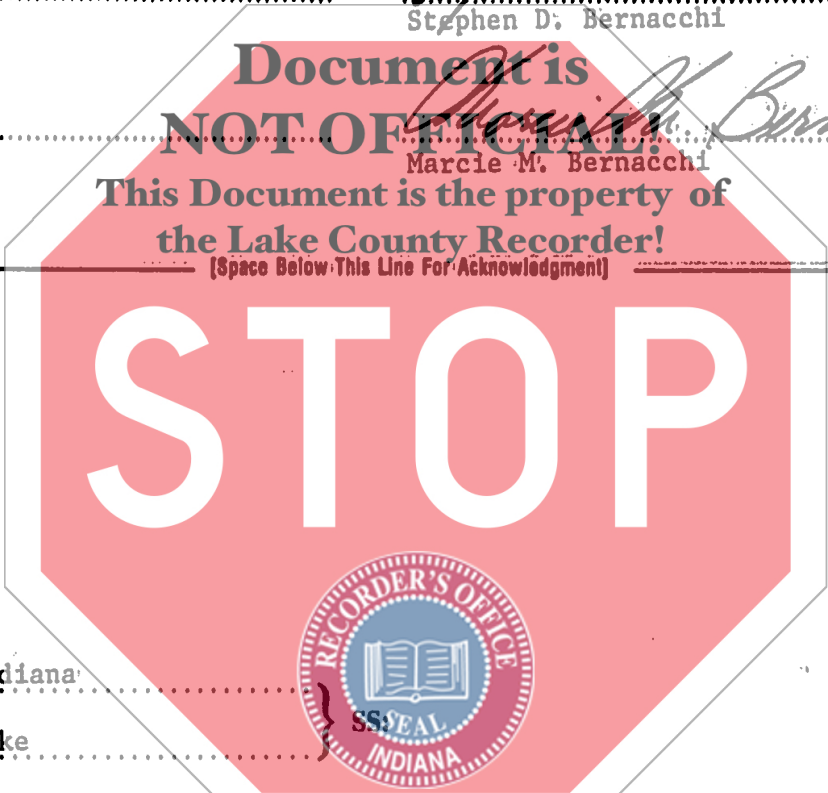 Stephen D. Bernacchi
Document is
NOT OFFICIAL!
Marcie M. Bernacchi
This Document is the property of
the Lake County Recorder!
[Space Below This Line For Acknowledgment]
STOP
RECORDER'S OFFICE
SEAL
INDIANA
diana
SS:
ke